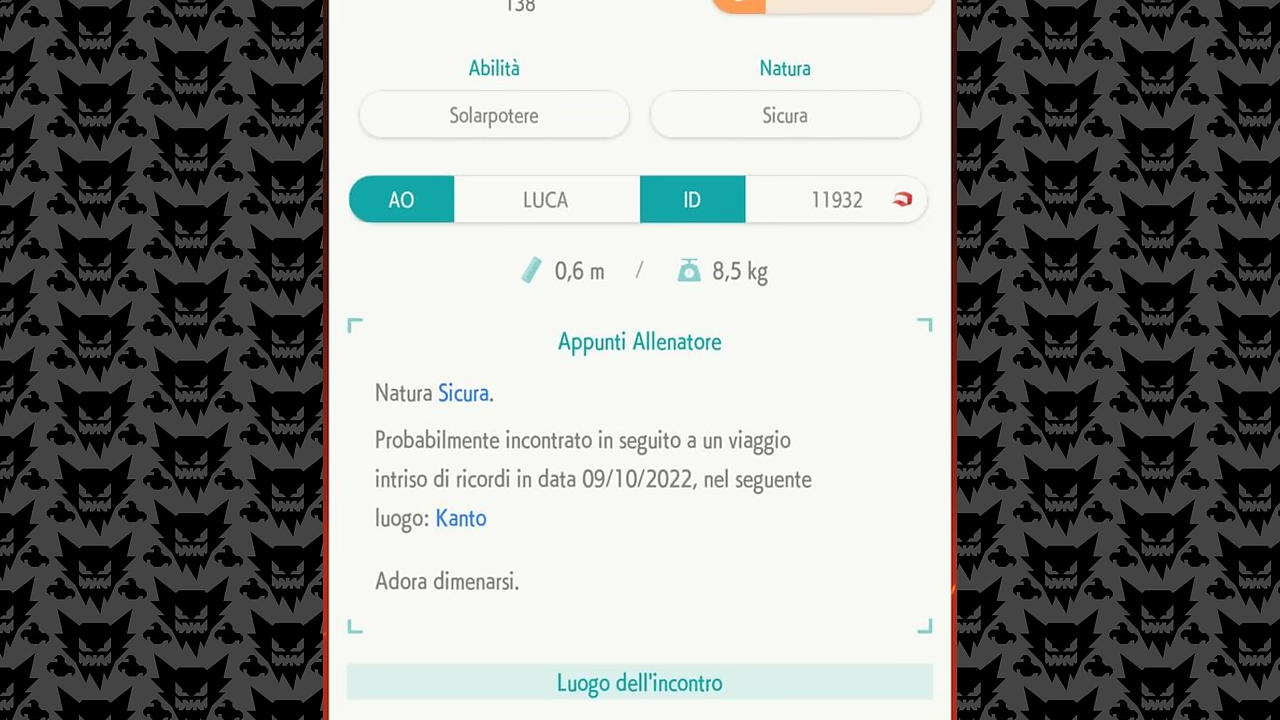 138
Abilità
Natura
Solarpotere
Sicura
AO LUCA ID 11932
0,6 m / 8,5 kg
Appunti Allenatore
Natura Sicura.
Probabilmente incontrato in seguito a un viaggio
intriso di ricordi in data 09/10/2022, nel seguente
luogo: Kanto
Adora dimenarsi.
Luogo dell'incontro